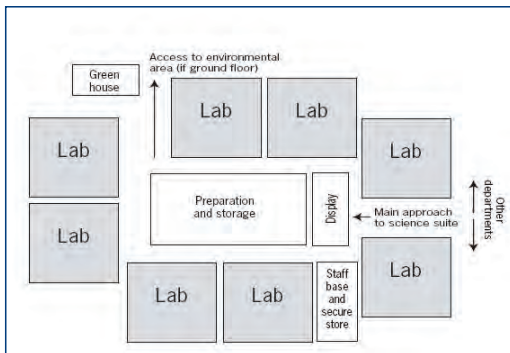 Access to environmental
area (if ground floor)
Green
house
Lab
Lab
Lab
Lab
Preparation
and storage
Display
Main approach
to science suite
Other
departments
Lab
Lab
Lab
Staff
base
and
secure
store
Lab